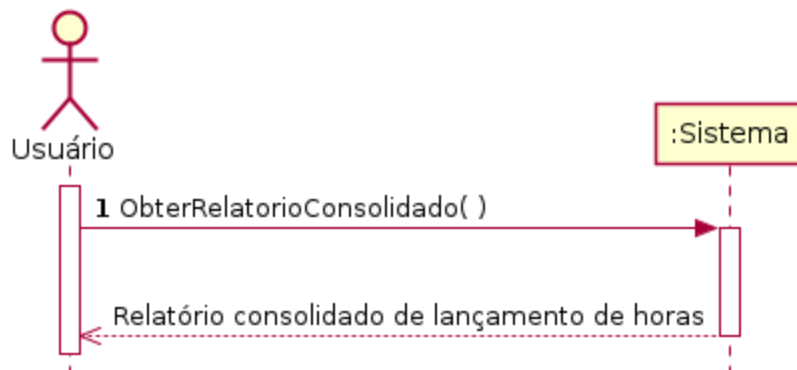 Usuário
:Sistema
1 ObterRelatorioConsolidado( )
Relatório consolidado de lançamento de horas